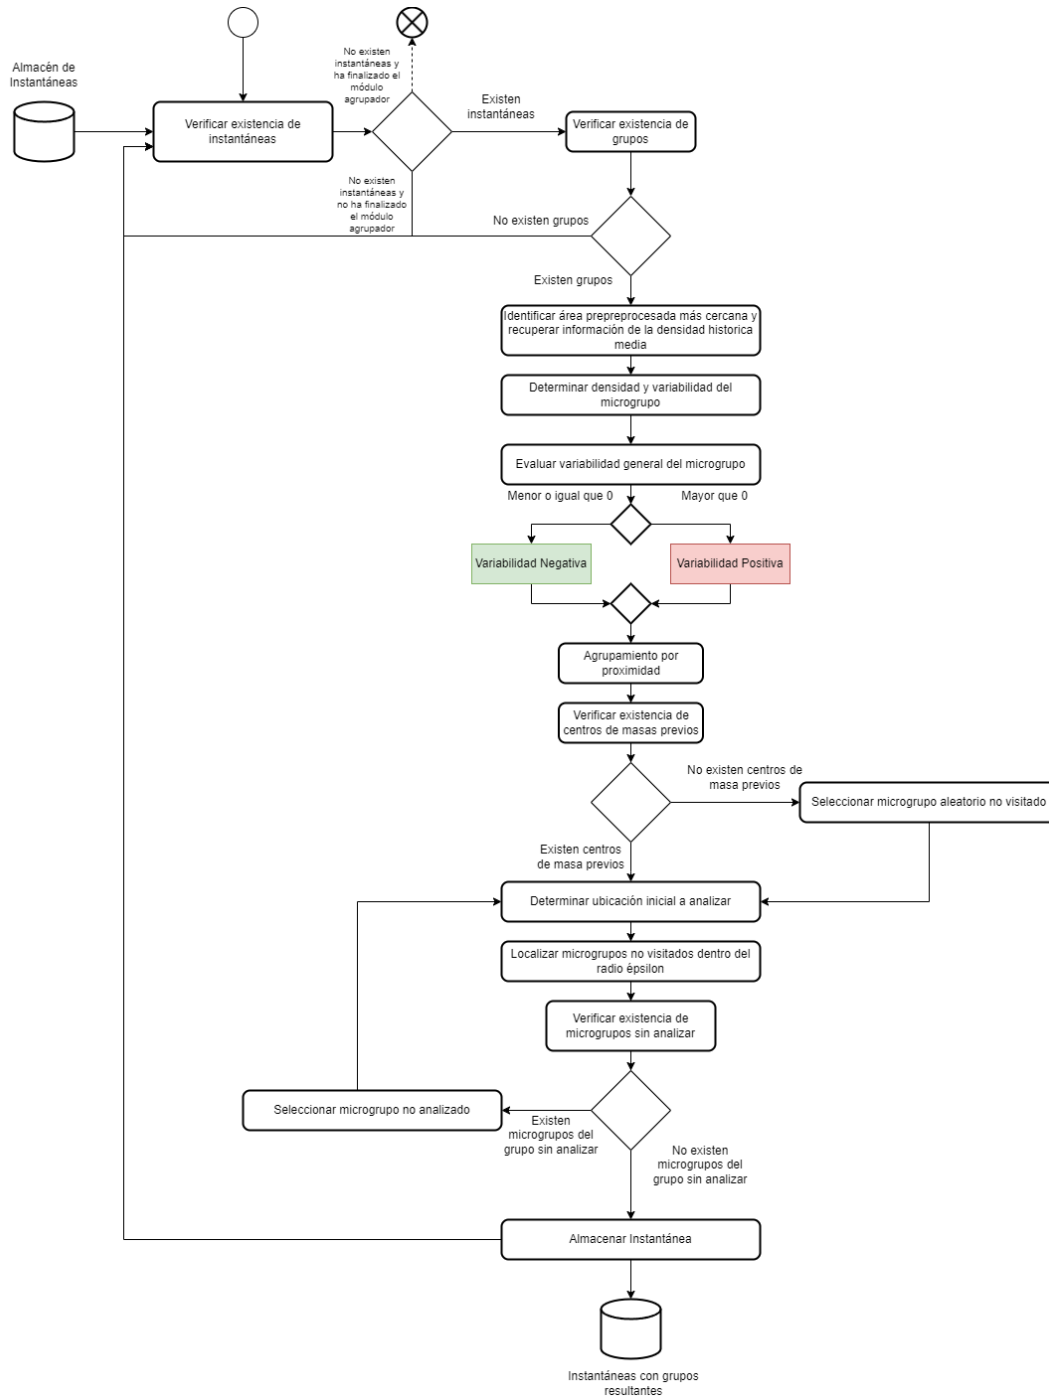 Almacén de
Instantáneas
No existen
instantáneas y
ha finalizado el
módulo
agrupador
Verificar existencia de
instantáneas
Existen
instantáneas
Verificar existencia de
grupos
No existen
instantáneas y
no ha finalizado
el módulo
agrupador
No existen grupos
Existen grupos
Identificar área prepreprocesada más cercana y
recuperar información de la densidad historica
media
Determinar densidad y variabilidad del
microgrupo
Evaluar variabilidad general del microgrupo
Menor o igual que 0
Mayor que 0
Variabilidad Negativa
Variabilidad Positiva
Agrupamiento por
proximidad
Verificar existencia de
centros de masas previos
No existen centros de
masa previos
Seleccionar microgrupo aleatorio no visitado
Existen centros
de masa previos
Determinar ubicación inicial a analizar
Localizar microgrupos no visitados dentro del
radio épsilon
Verificar existencia de
microgrupos sin analizar
Seleccionar microgrupo no analizado
Existen
microgrupos del
grupo sin analizar
No existen
microgrupos del
grupo sin analizar
Almacenar Instantánea
Instantáneas con grupos
resultantes